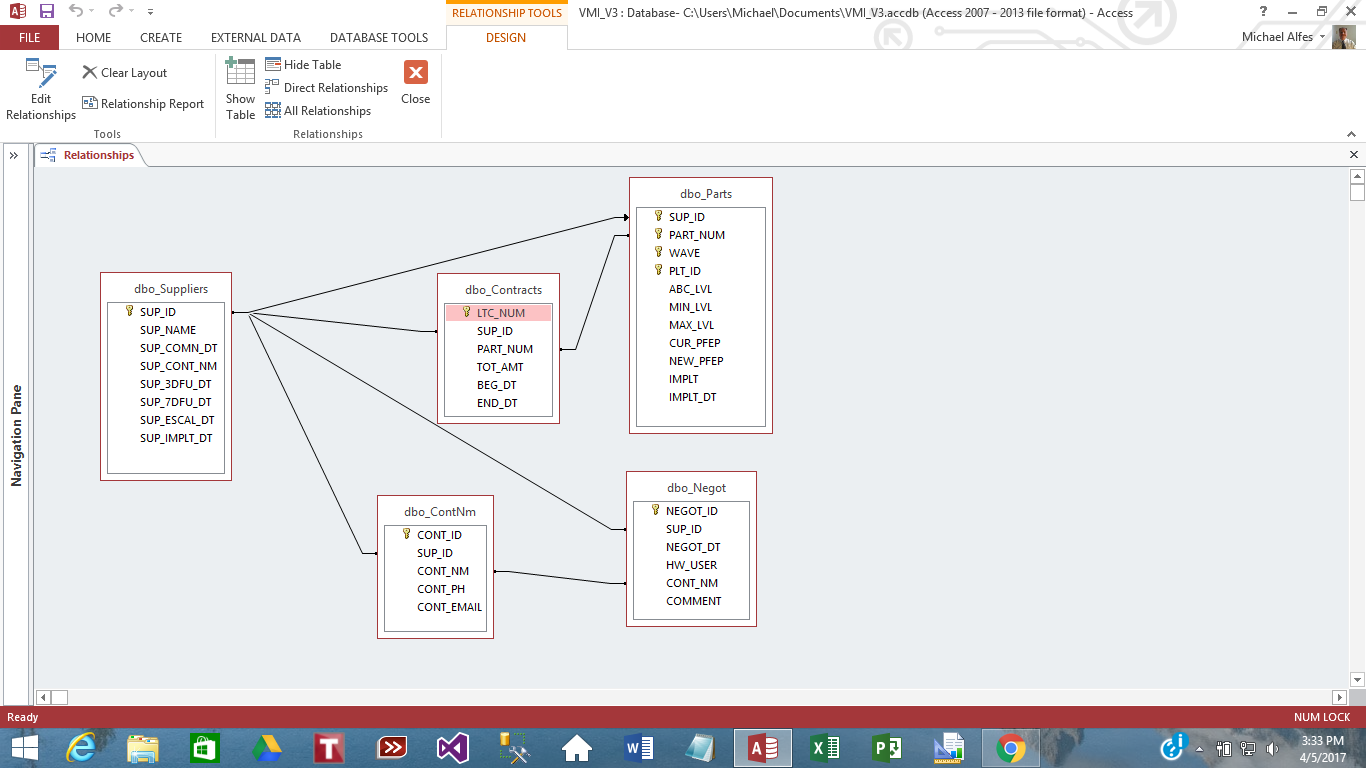 RELATIONSHIP TOOLS
VMI_V3 : Database- C:\Users\Michael\Documents\VMI_V3.accdb (Access 2007 - 2013 file format) - Access
FILE
HOME
CREATE
EXTERNAL DATA
DATABASE TOOLS
DESIGN
Michael Alfes
Edit
Relationships
Clear Layout
Relationship Report
Tools
Show
Table
Hide Table
Direct Relationships
All Relationships
Close
Relationships
Relationships
Navigation Pane
dbo_Suppliers
SUP_ID
SUP_NAME
SUP_COMN_DT
SUP_CONT_NM
SUP_3DFU_DT
SUP_7DFU_DT
SUP_ESCAL_DT
SUP_IMPLT_DT
dbo_Contracts
LTC_NUM
SUP_ID
PART_NUM
TOT_AMT
BEG_DT
END_DT
dbo_Parts
SUP_ID
PART_NUM
WAVE
PLT_ID
ABC_LVL
MIN_LVL
MAX_LVL
CUR_PFEP
NEW_PFEP
IMPLT
IMPLT_DT
dbo_ContNm
CONT_ID
SUP_ID
CONT_NM
CONT_PH
CONT_EMAIL
dbo_Negot
NEGOT_ID
SUP_ID
NEGOT_DT
HW_USER
CONT_NM
COMMENT
Ready
NUM LOCK
3:33 PM
4/5/2017